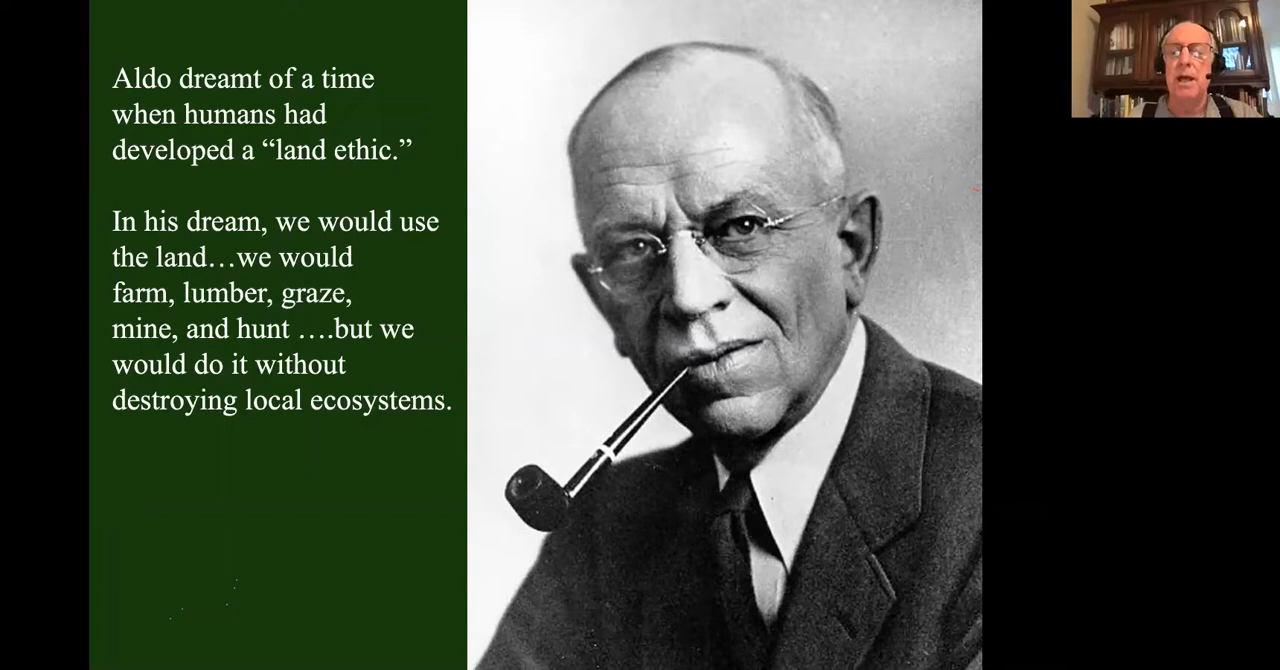 Aldo dreamt of a time
when humans had
developed a “land ethic.”
In his dream, we would use
the land…we would
farm, lumber, graze,
mine, and hunt ….but we
would do it without
destroying local ecosystems.